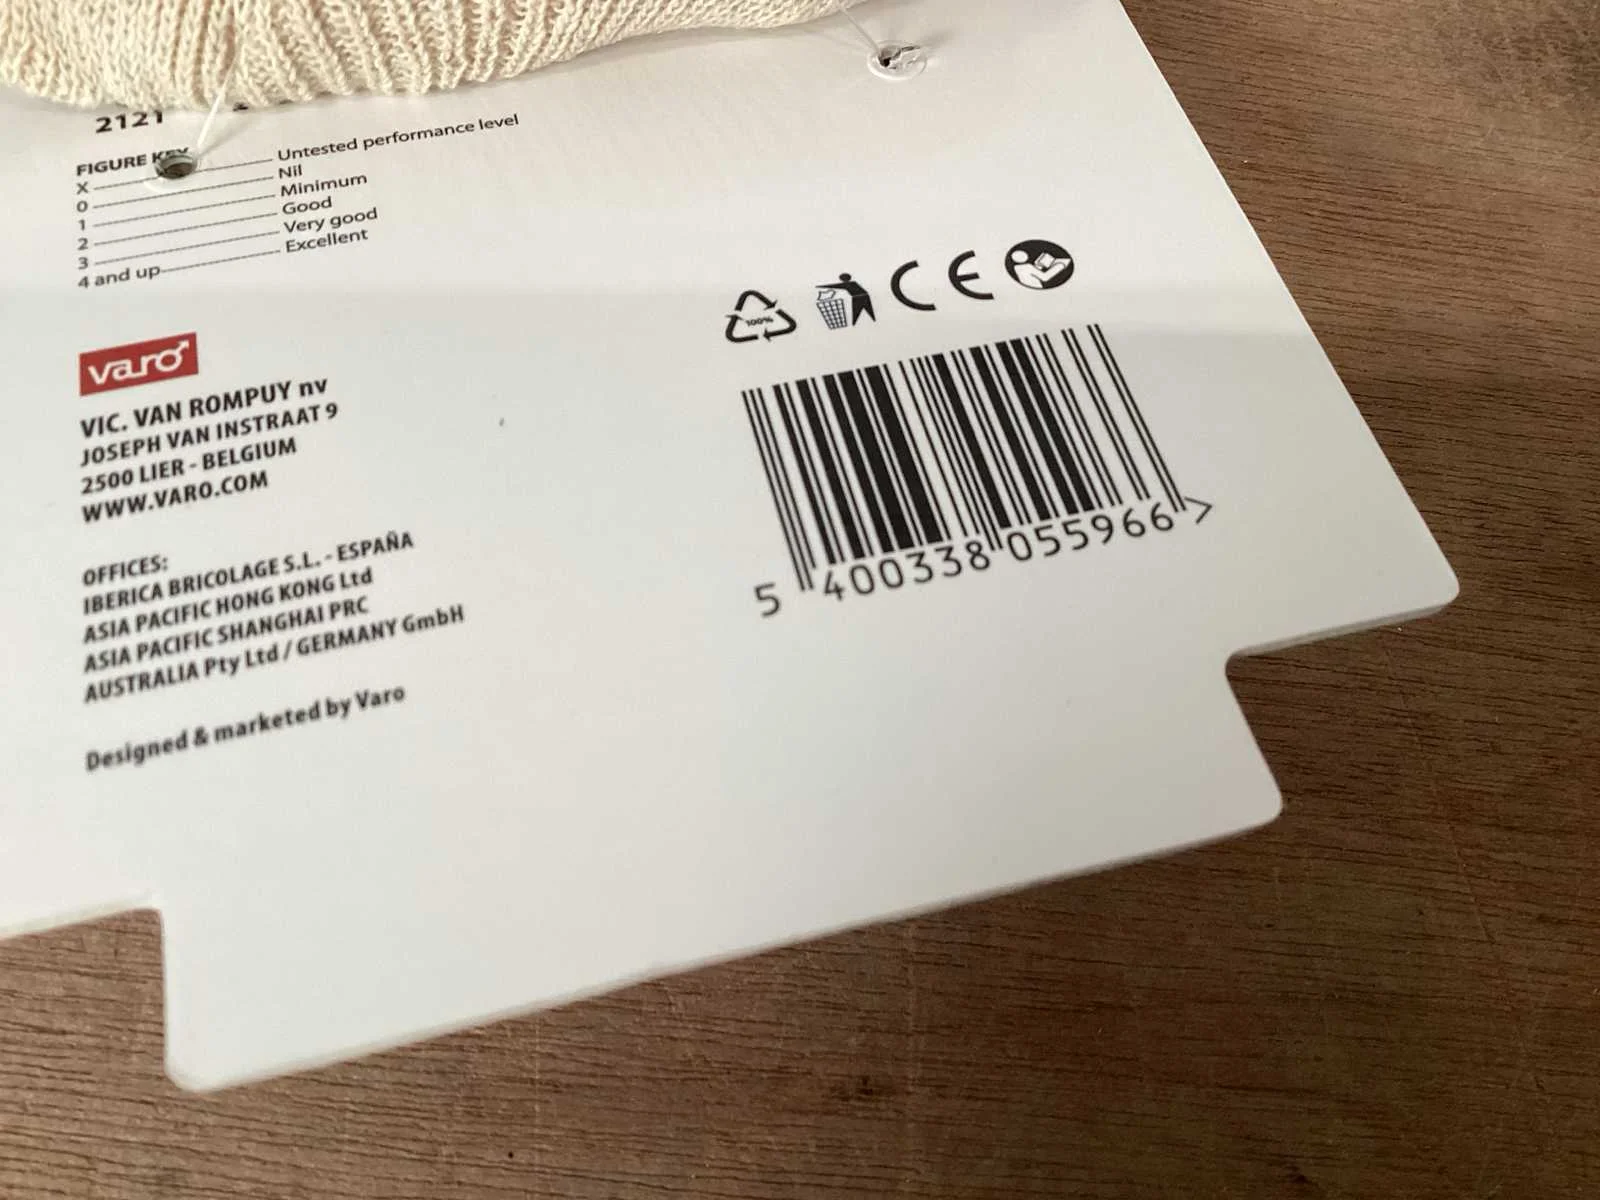 2121
FIGURE KEY
X Untested performance level
0 Nil
1 Minimum
2 Good
3 Very good
4 and up Excellent
varo
VIC. VAN ROMPUY nv
JOSEPH VAN INSTRAAT 9
2500 LIER - BELGIUM
WWW.VARO.COM
OFFICES:
IBERICA BRICOLAGE S.L. - ESPAÑA
ASIA PACIFIC HONG KONG Ltd
ASIA PACIFIC SHANGHAI PRC
AUSTRALIA Pty Ltd / GERMANY GmbH
Designed & marketed by Varo
100%
CE
5 400338 055966 >